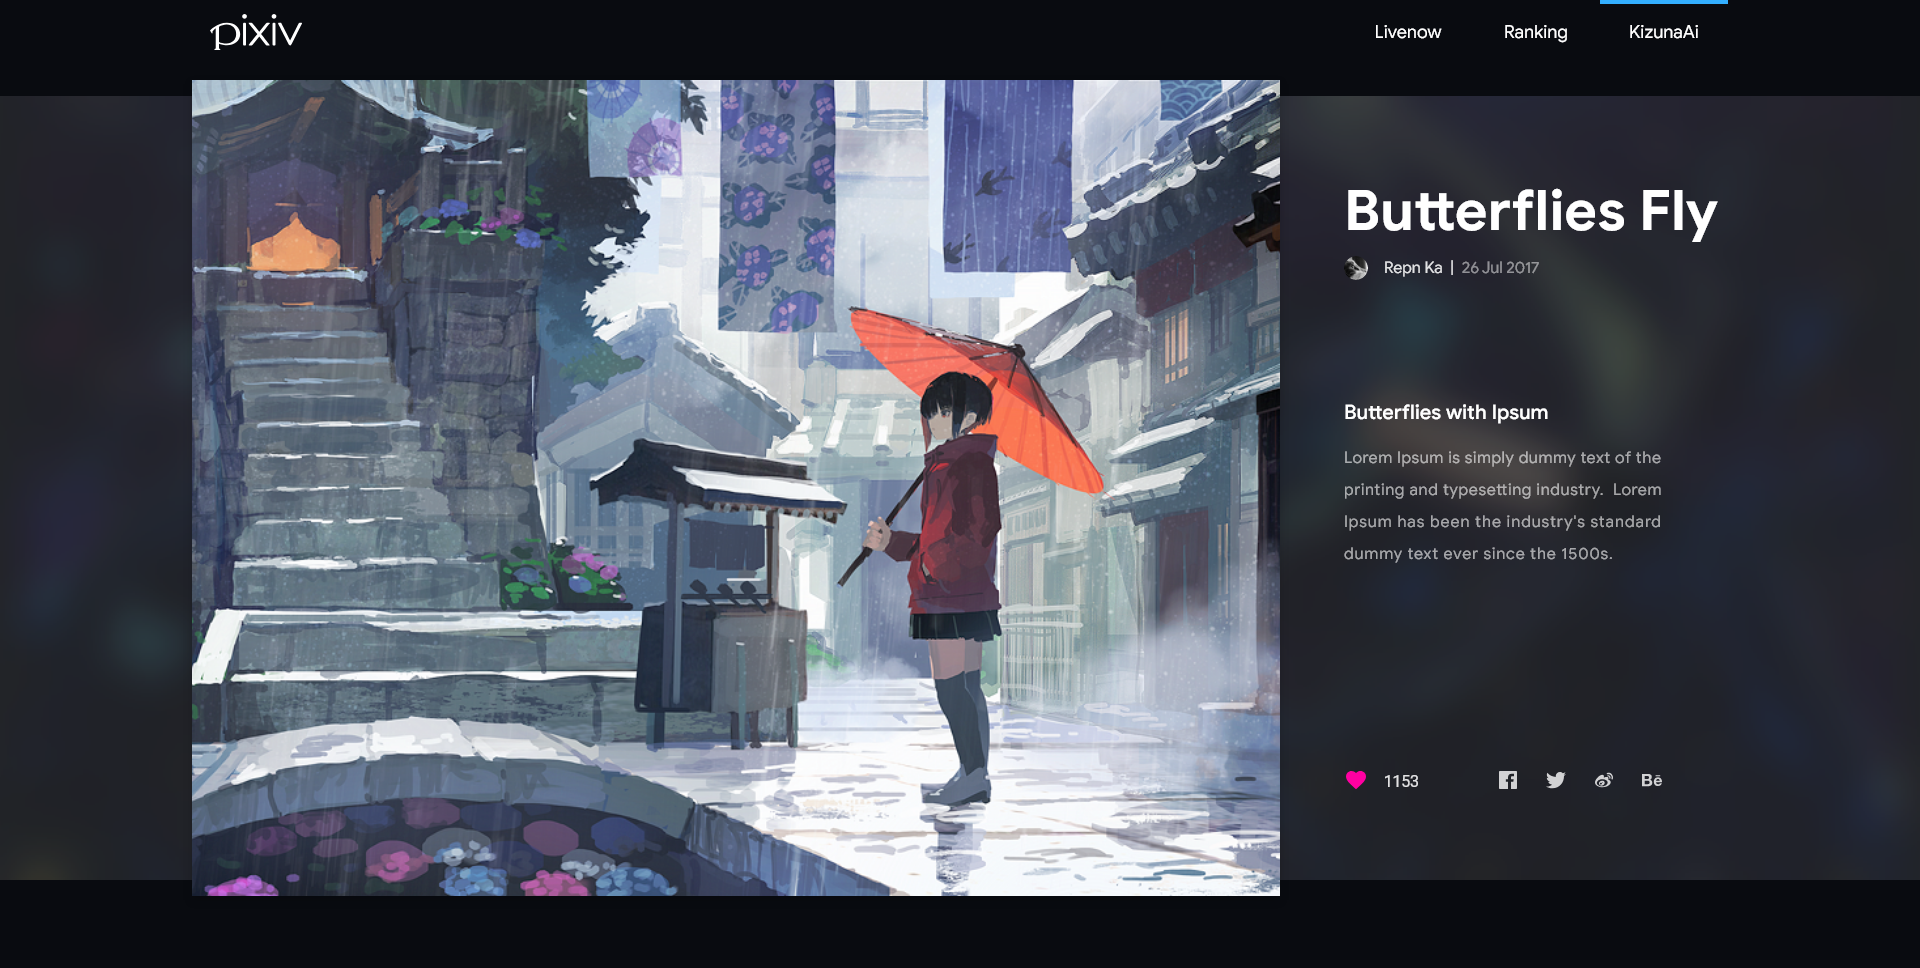 pixiv
Livenow
Ranking
KizunaAi
Butterflies Fly
Repn Ka | 26 Jul 2017
Butterflies with Ipsum
Lorem Ipsum is simply dummy text of the
printing and typesetting industry. Lorem
Ipsum has been the industry's standard
dummy text ever since the 1500s.
1153
Bē